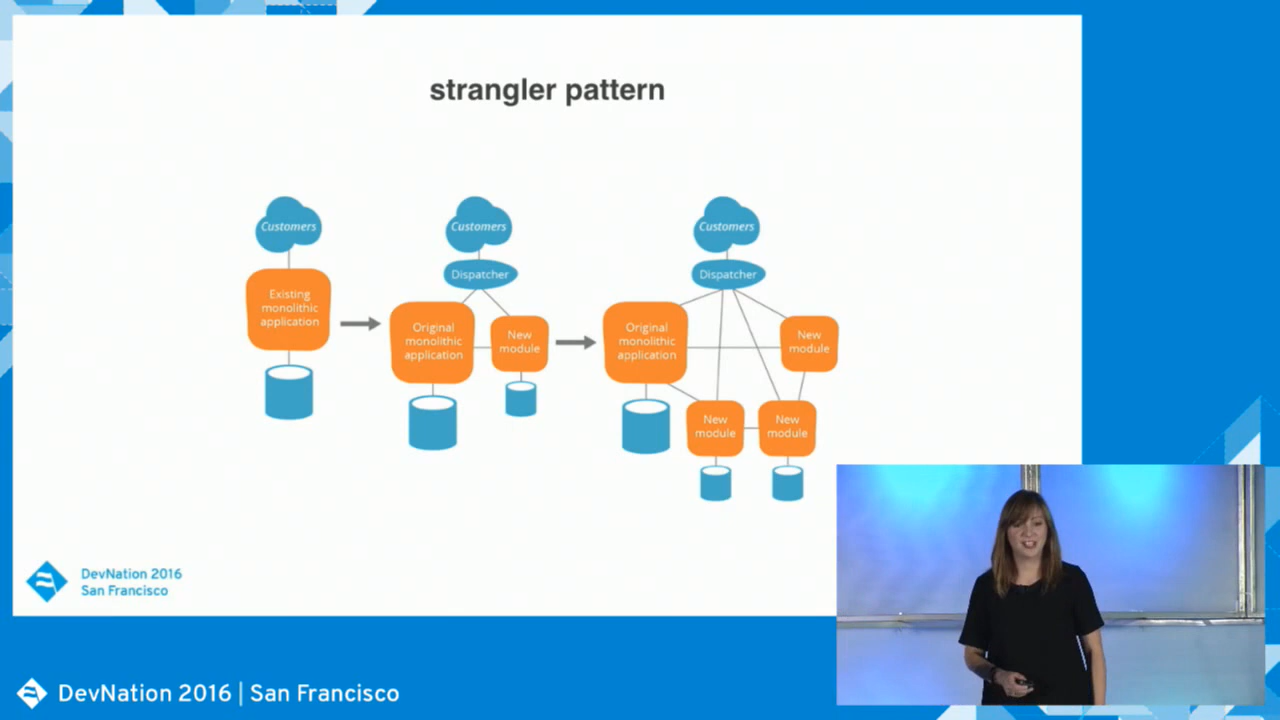 strangler pattern
Customers
Existing
monolithic
application
Customers
Dispatcher
Original
monolithic
application
New
module
Customers
Dispatcher
Original
monolithic
application
New
module
New
module
New
module
DevNation 2016
San Francisco
DevNation 2016 | San Francisco